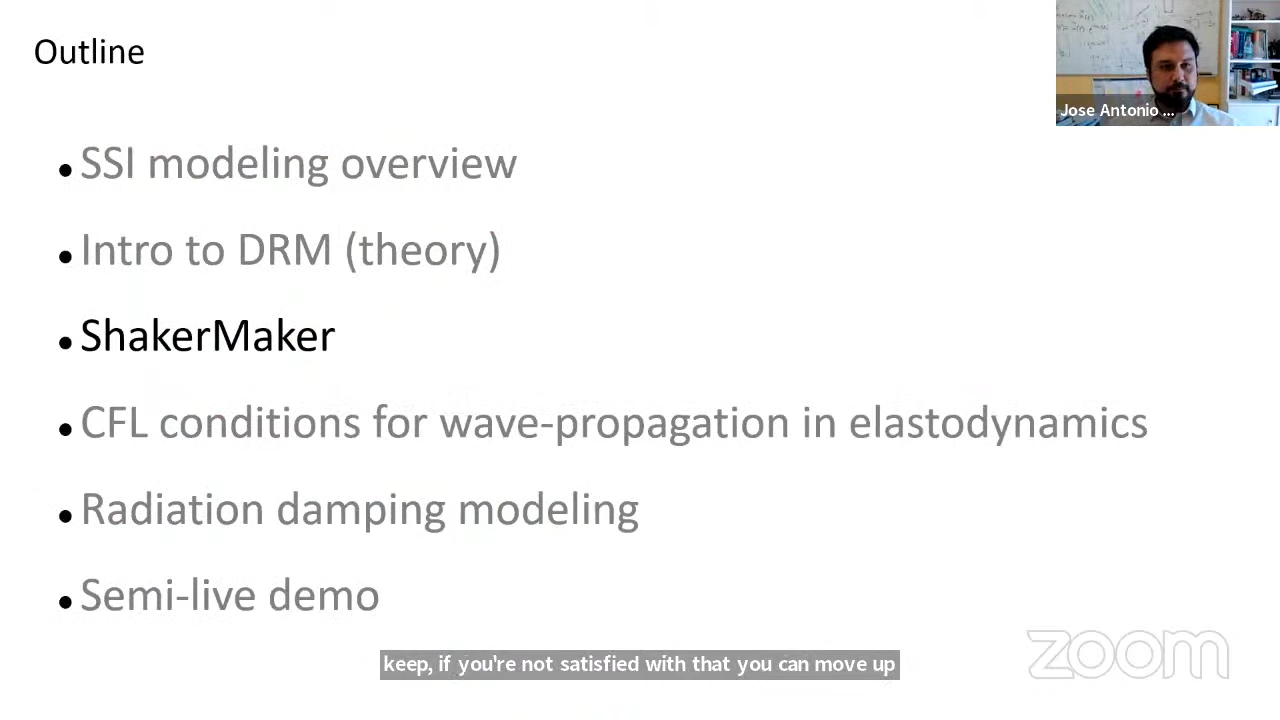 Outline
Jose Antonio ...
SSI modeling overview
Intro to DRM (theory)
ShakerMaker
CFL conditions for wave-propagation in elastodynamics
Radiation damping modeling
Semi-live demo
keep, if you're not satisfied with that you can move up
zoom